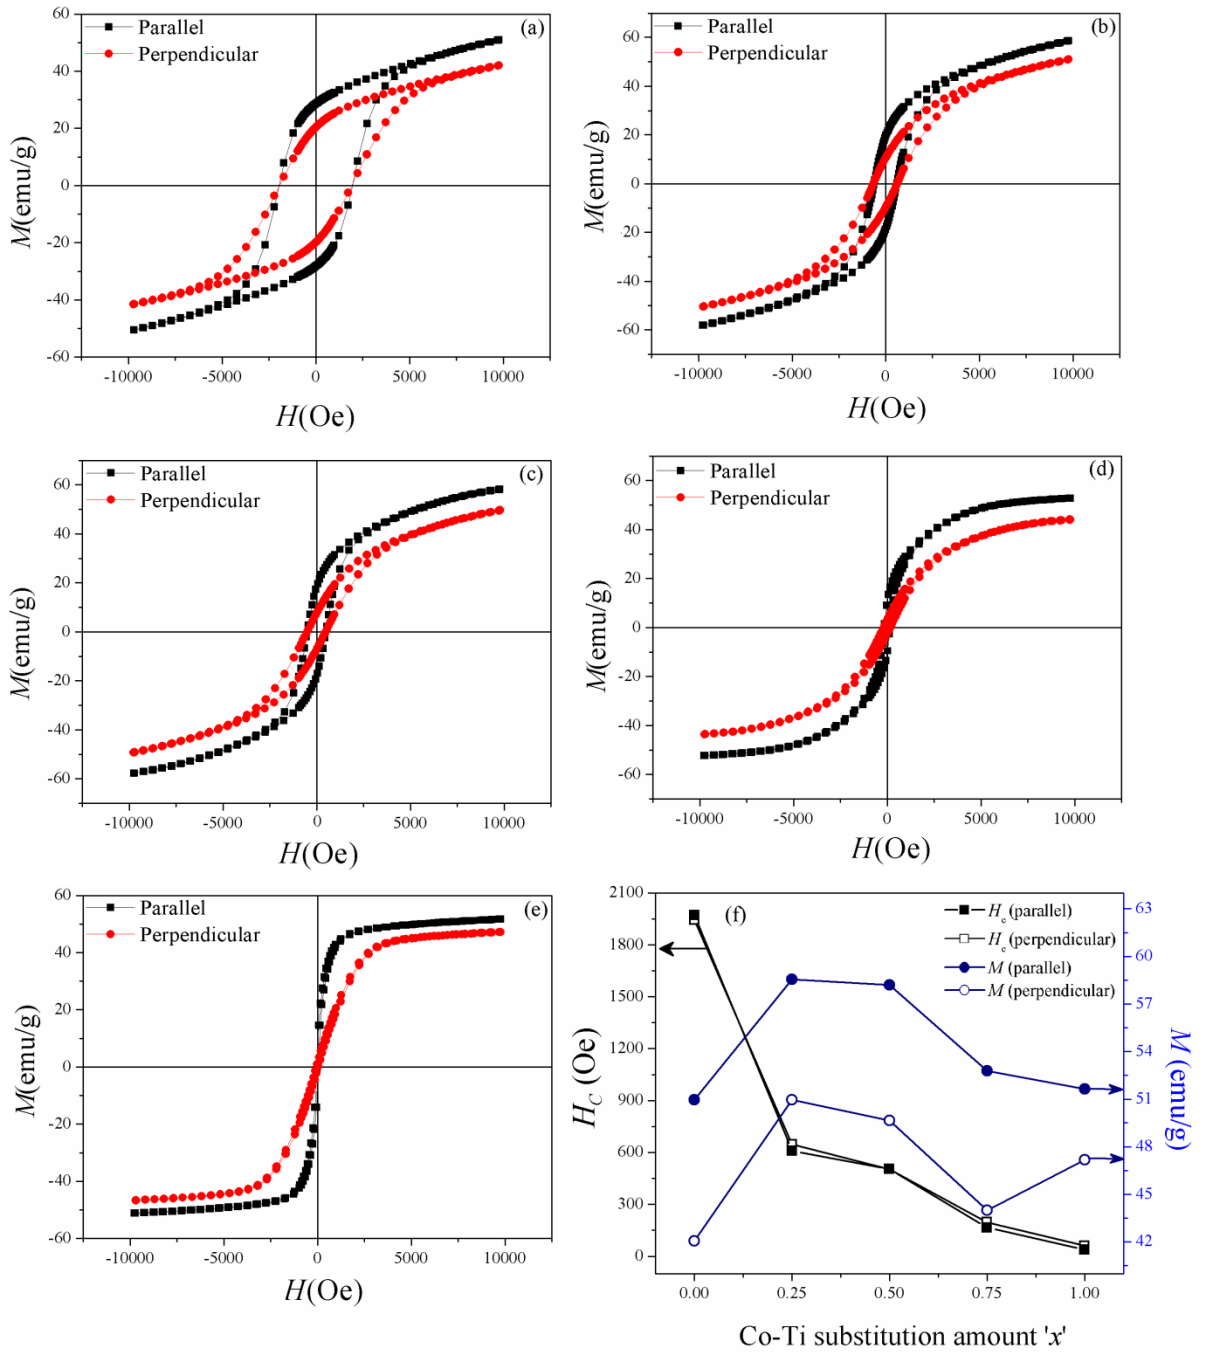 Parallel
Perpendicular
(a)
60
40
20
0
-20
-40
-60
M(emu/g)
-10000 -5000 0 5000 10000
H(Oe)
Parallel
Perpendicular
(b)
60
40
20
0
-20
-40
-60
M(emu/g)
-10000 -5000 0 5000 10000
H(Oe)
Parallel
Perpendicular
(c)
60
40
20
0
-20
-40
-60
M(emu/g)
-10000 -5000 0 5000 10000
H(Oe)
Parallel
Perpendicular
(d)
60
40
20
0
-20
-40
-60
M(emu/g)
-10000 -5000 0 5000 10000
H(Oe)
Parallel
Perpendicular
(e)
60
40
20
0
-20
-40
-60
M(emu/g)
-10000 -5000 0 5000 10000
H(Oe)
(f)
H_c (parallel)
H_c (perpendicular)
M (parallel)
M (perpendicular)
2100
1800
1500
1200
900
600
300
0
H_C (Oe)
63
60
57
54
51
48
45
42
M (emu/g)
0.00 0.25 0.50 0.75 1.00
Co-Ti substitution amount 'x'